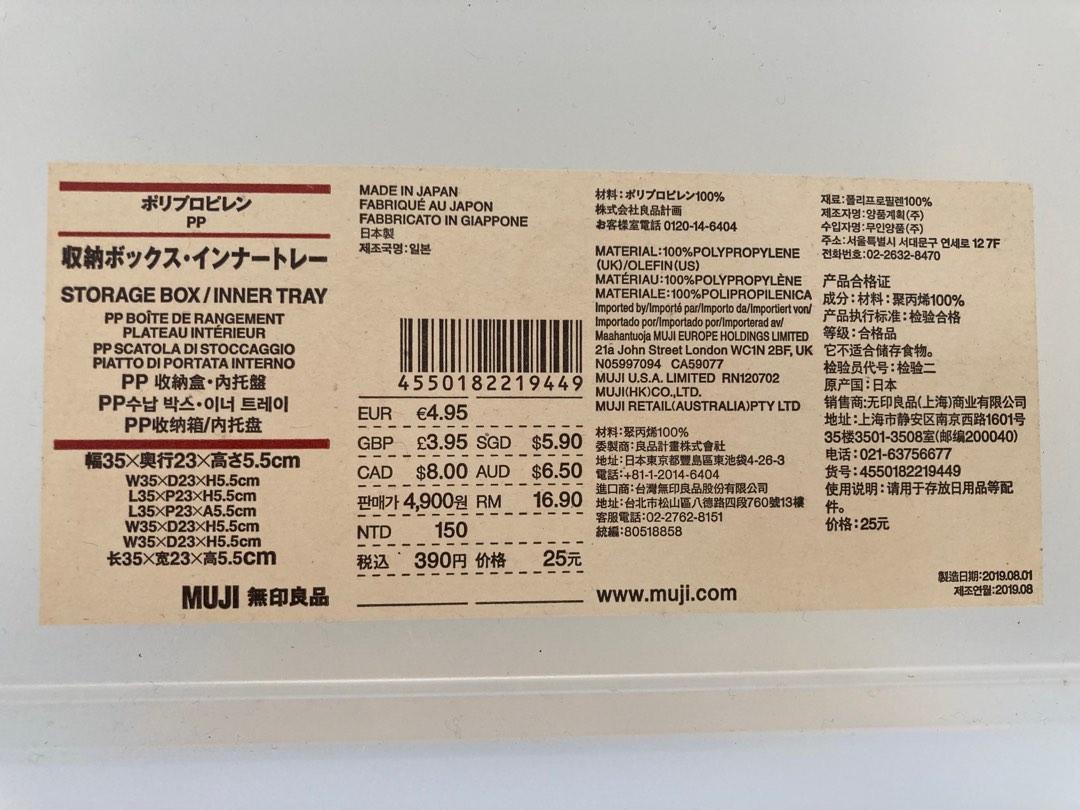 ポリプロピレン
PP
収納ボックス・インナートレー
STORAGE BOX/INNER TRAY
PP BOÎTE DE RANGEMENT
PLATEAU INTÉRIEUR
PP SCATOLA DI STOCCAGGIO
PIATTO DI PORTATA INTERNO
PP 收納盒・內托盤
PP수납 박스・이너 트레이
PP收纳箱/内托盘
幅35×奥行23×高さ5.5cm
W35×D23×H5.5cm
L35×P23×H5.5cm
L35×P23×A5.5cm
W35×D23×H5.5cm
W35×D23×H5.5cm
长35×宽23×高5.5cm
MUJI 無印良品
MADE IN JAPAN
FABRIQUÉ AU JAPON
FABBRICATO IN GIAPPONE
日本製
제조국명:일본
4550182219449
EUR €4.95
GBP £3.95 SGD $5.90
CAD $8.00 AUD $6.50
판매가 4,900원 RM 16.90
NTD 150
税込 390円 价格 25元
材料:ポリプロピレン100%
株式会社良品計画
お客様室電話 0120-14-6404
MATERIAL:100%POLYPROPYLENE
(UK)/OLEFIN(US)
MATÉRIAU:100%POLYPROPYLÈNE
MATERIALE:100%POLIPROPILENICA
Imported by/Importé par/Importo da/Importiert von/
Importado por/Importado por/Importerad av/
Maahantuoja MUJI EUROPE HOLDINGS LIMITED
21a John Street London WC1N 2BF, UK
N05997094 CA59077
MUJI U.S.A. LIMITED RN120702
MUJI(HK)CO.,LTD.
MUJI RETAIL(AUSTRALIA)PTY LTD
材料:聚丙烯100%
委製商:良品計畫株式會社
地址:日本東京都豐島區東池袋4-26-3
電話:+81-1-2014-6404
進口商:台灣無印良品股份有限公司
地址:台北市松山區八德路四段760號13樓
客服電話:02-2762-8151
統編:80518858
www.muji.com
재료:폴리프로필렌100%
제조자명:양품계획(주)
수입자명:무인양품(주)
주소:서울특별시 서대문구 연세로 12 7F
전화번호:02-2632-8470
产品合格证
成分:材料:聚丙烯100%
产品执行标准:检验合格
等级:合格品
它不适合储存食物。
检验员代号:检验二
原产国:日本
销售商:无印良品(上海)商业有限公司
地址:上海市静安区南京西路1601号
35楼3501-3508室(邮编200040)
电话:021-63756677
货号:4550182219449
使用说明:请用于存放日用品等配
件。
价格:25元
製造日期:2019.08.01
제조연월:2019.08